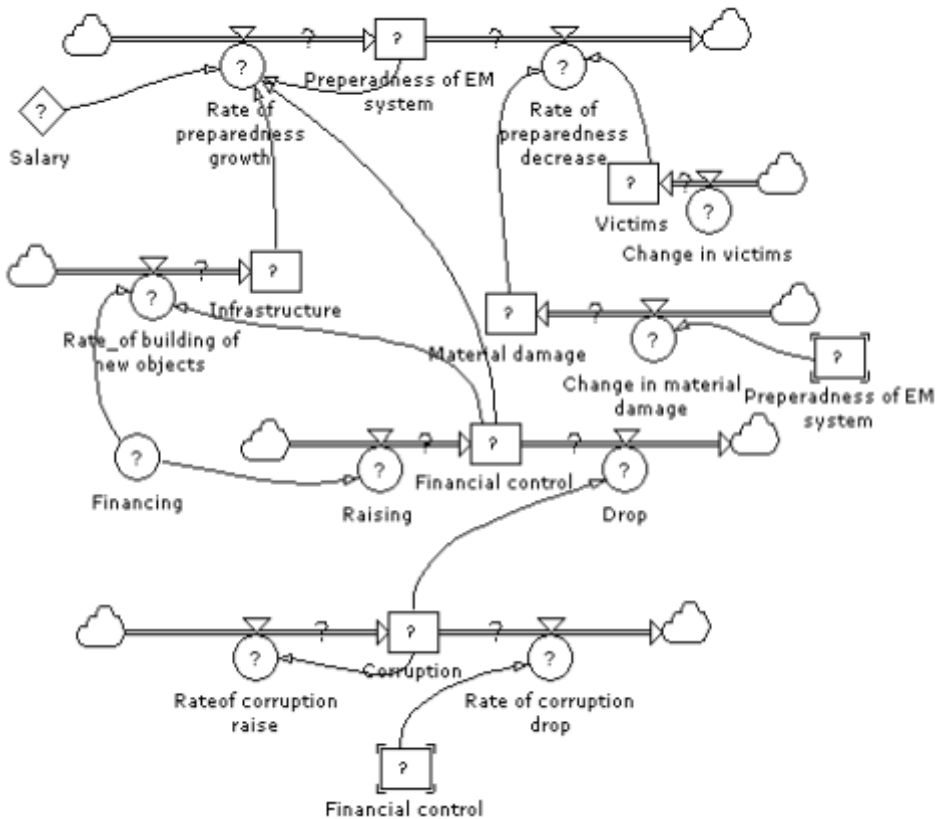 ?
?
?
?
?
Preperadness of EM
system
?
Rate of
preparedness
growth
Rate of
preparedness
decrease
?
Salary
?
?
Victims
?
Change in victims
?
?
Infrastructure
?
Rate_of building of
new objects
?
?
Material damage
?
Change in material
damage
?
Preperadness of EM
system
?
?
?
Financial control
?
Financing
?
Raising
?
Drop
?
?
?
Corruption
?
Rateof corruption
raise
?
Rate of corruption
drop
?
Financial control